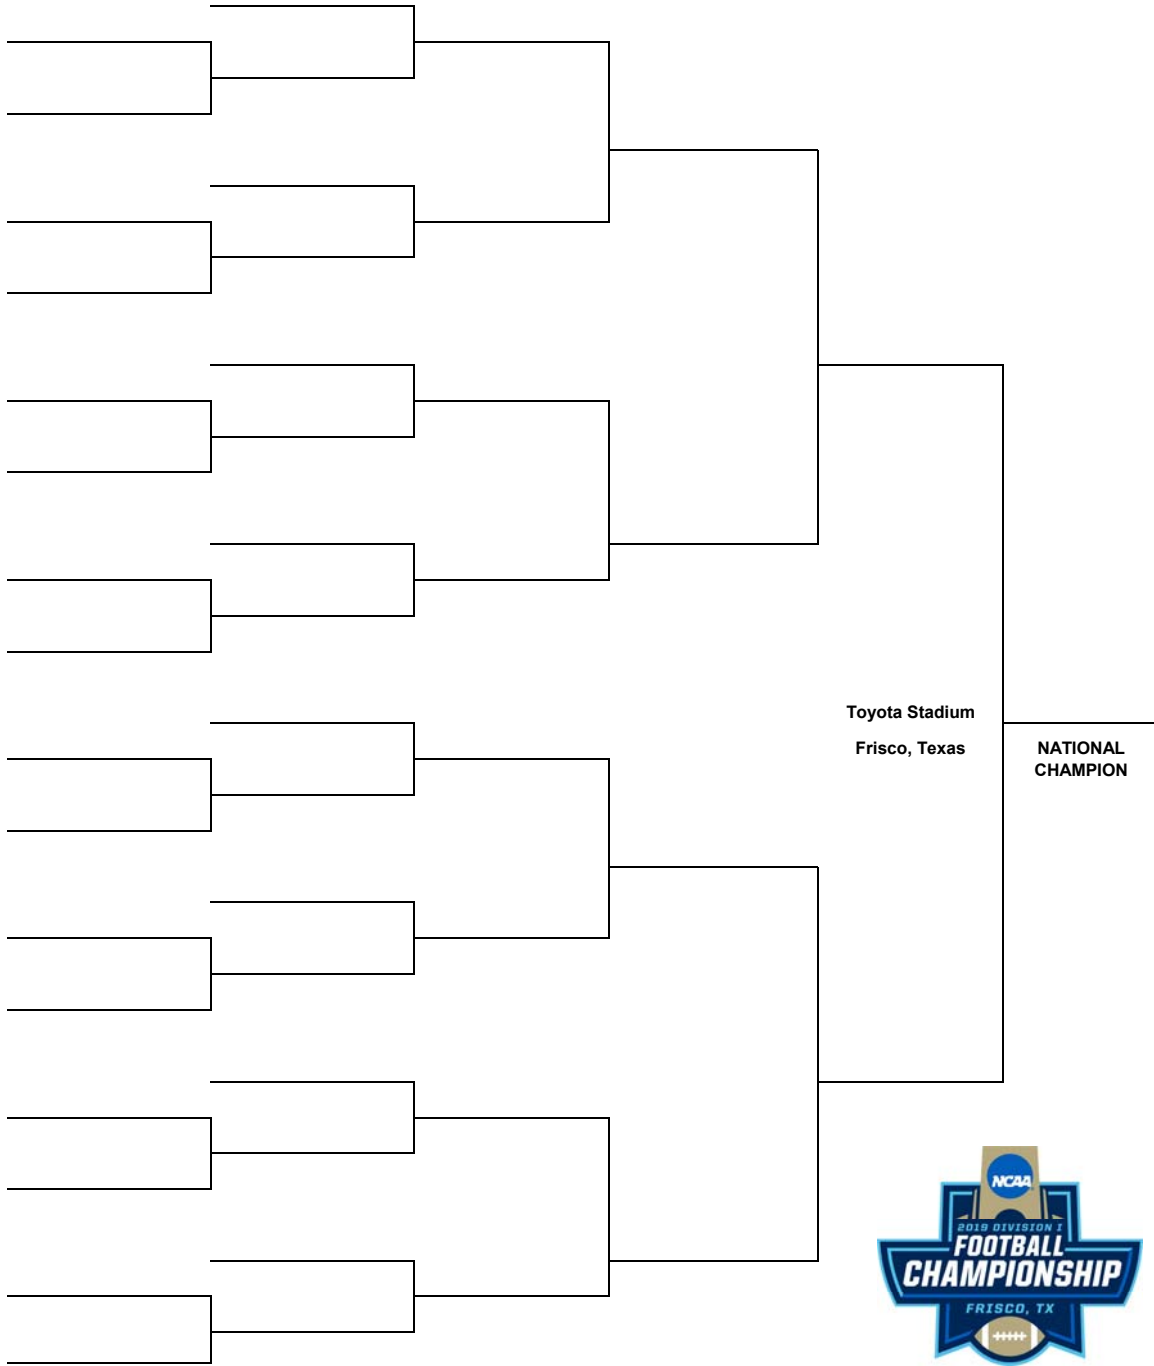 Toyota Stadium
Frisco, Texas
NATIONAL
CHAMPION
NCAA
2019 DIVISION I
FOOTBALL
CHAMPIONSHIP
FRISCO, TX